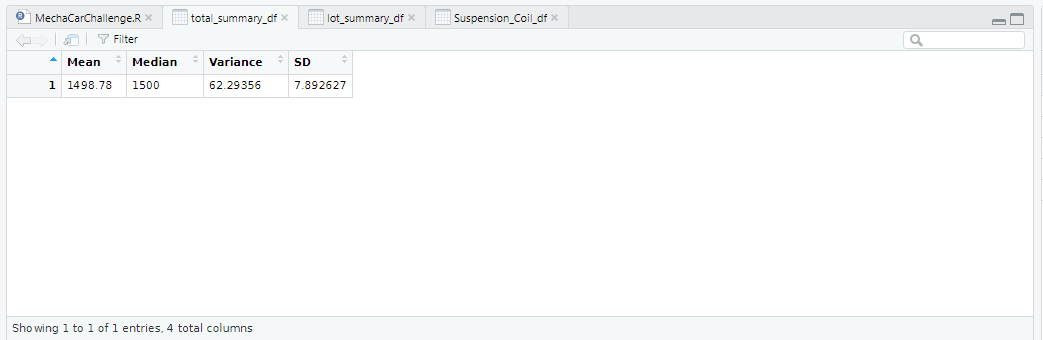 MechaCarChallenge.R total_summary_df lot_summary_df Suspension_Coil_df
Filter
Mean Median Variance SD
1 1498.78 1500 62.29356 7.892627
Showing 1 to 1 of 1 entries, 4 total columns